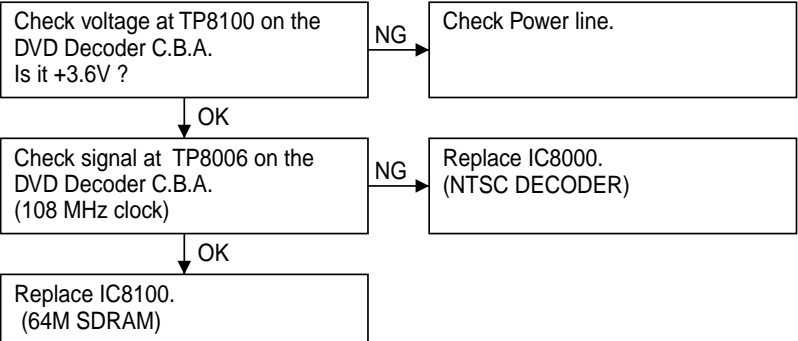 Check voltage at TP8100 on the
DVD Decoder C.B.A.
Is it +3.6V ?
NG
Check Power line.
OK
Check signal at TP8006 on the
DVD Decoder C.B.A.
(108 MHz clock)
NG
Replace IC8000.
(NTSC DECODER)
OK
Replace IC8100.
(64M SDRAM)